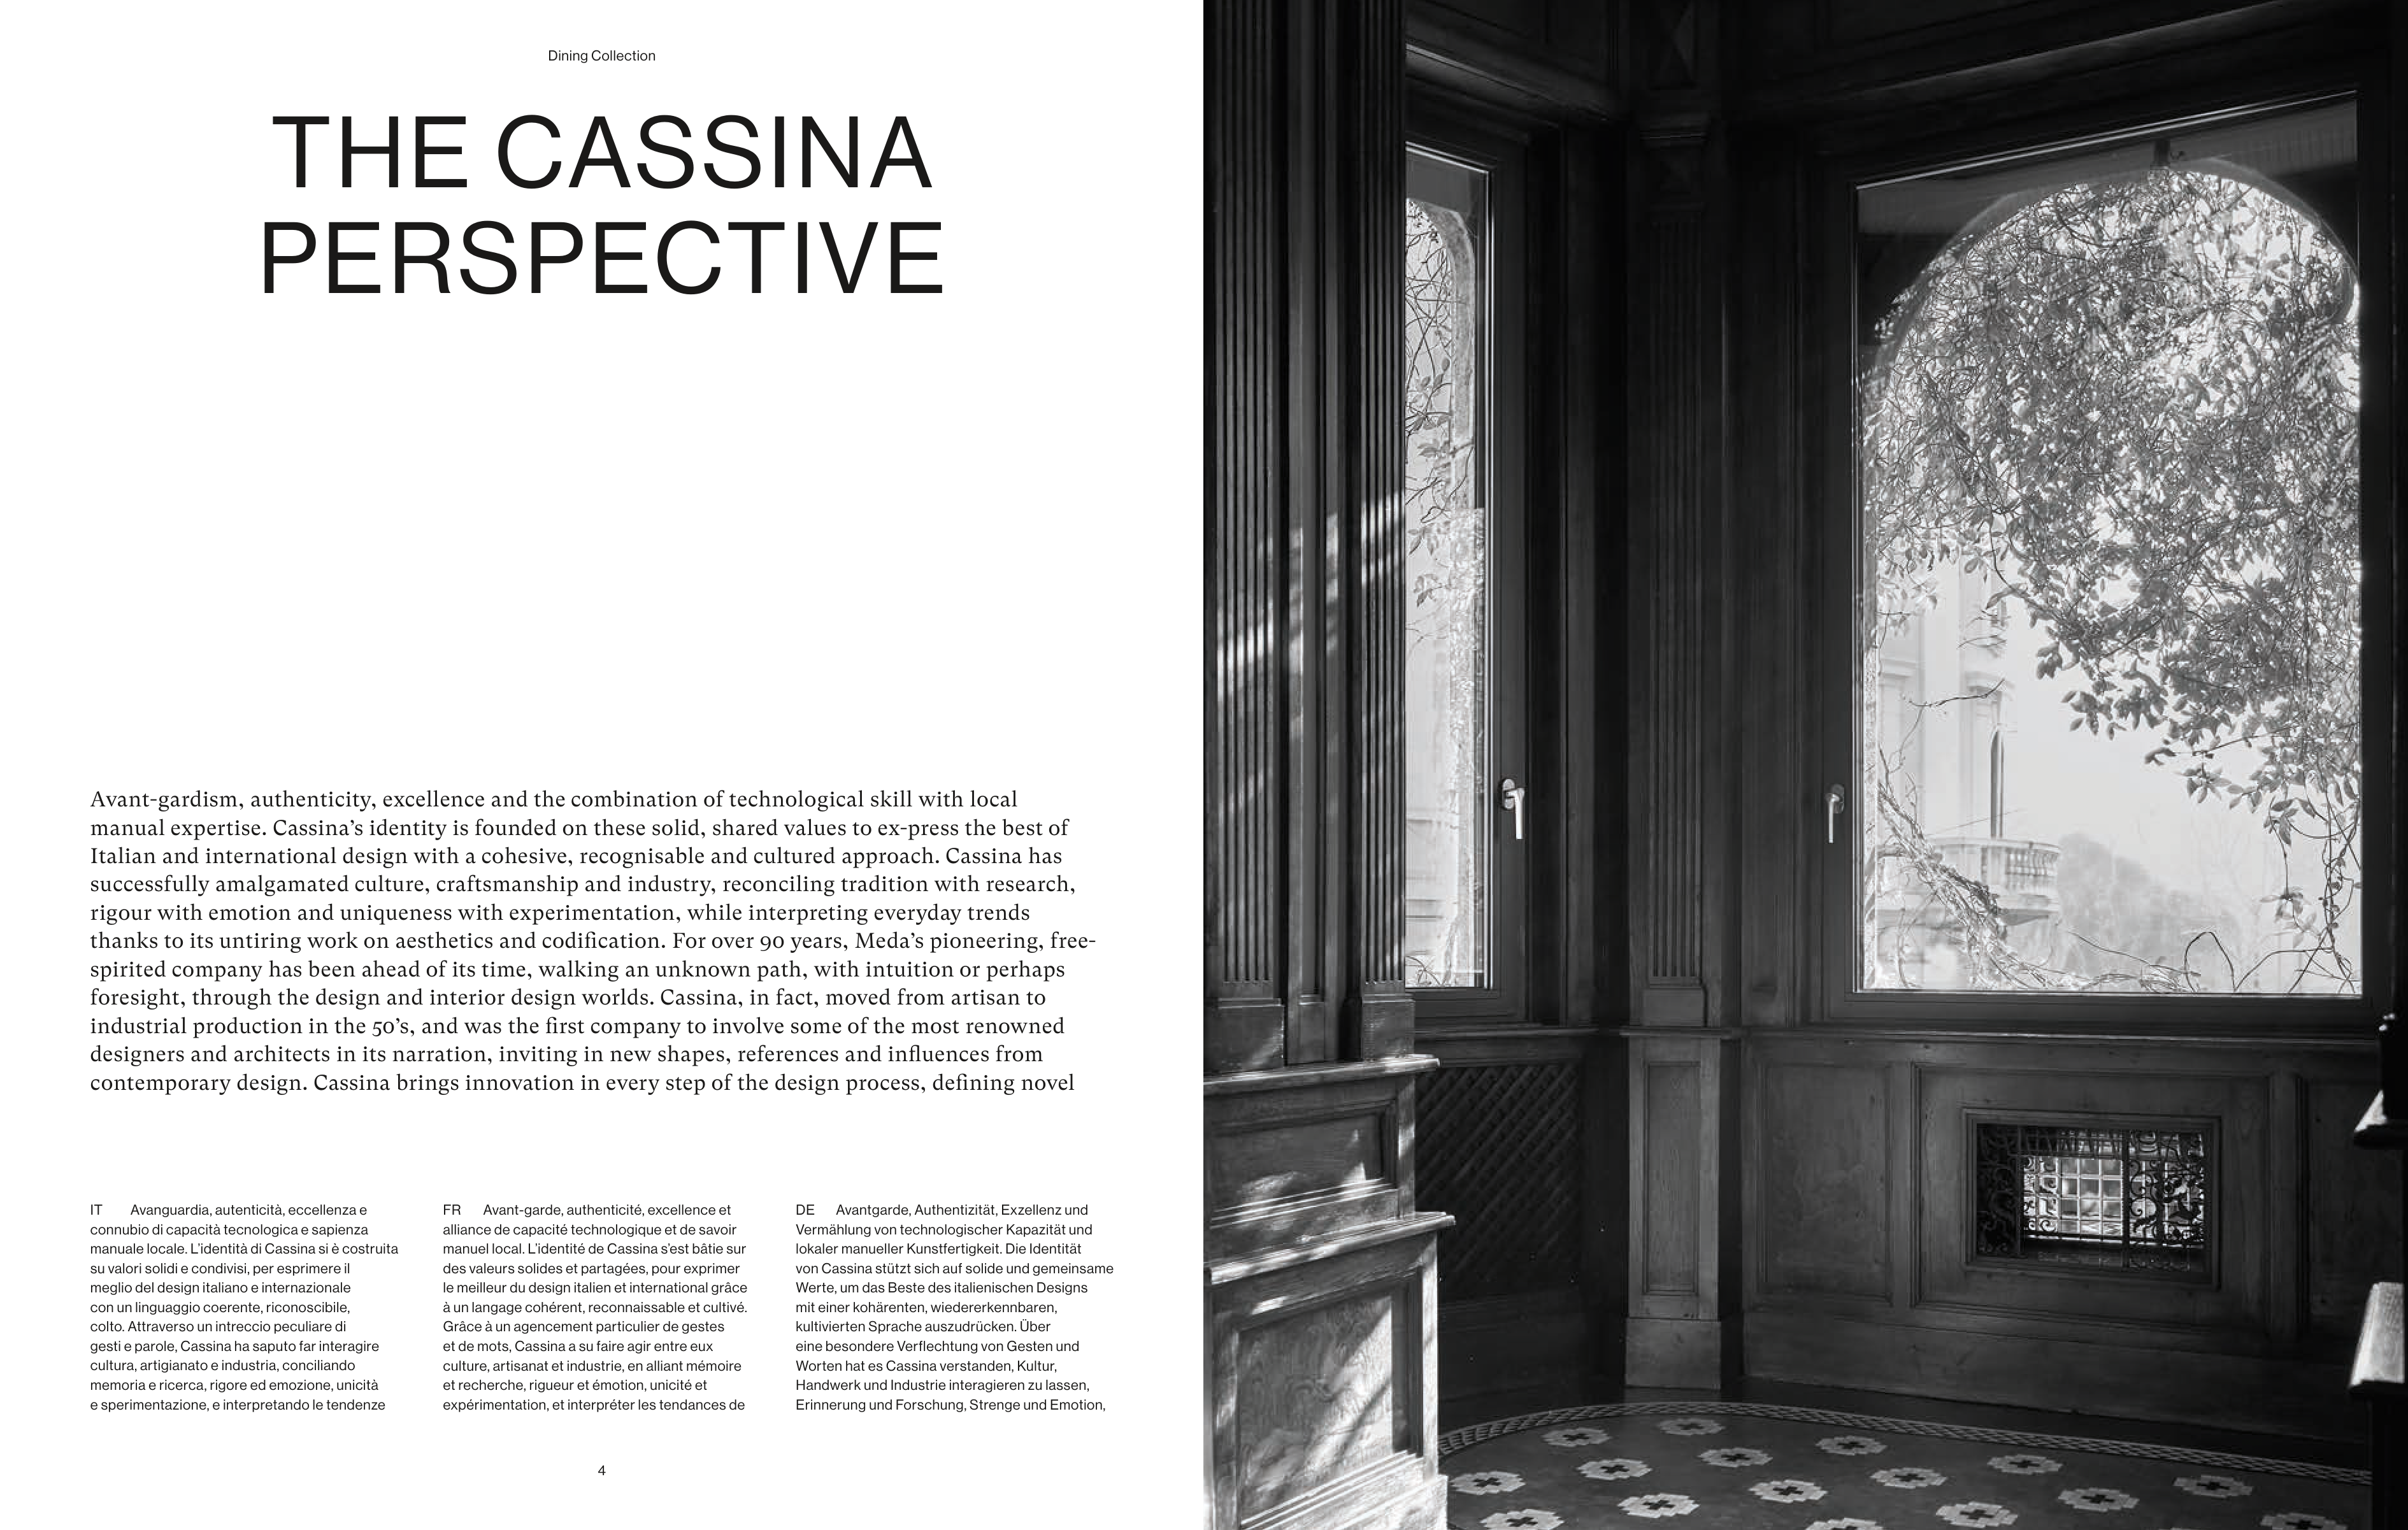 Dining Collection
THE CASSINA
PERSPECTIVE
Avant-gardism, authenticity, excellence and the combination of technological skill with local
manual expertise. Cassina’s identity is founded on these solid, shared values to ex-press the best of
Italian and international design with a cohesive, recognisable and cultured approach. Cassina has
successfully amalgamated culture, craftsmanship and industry, reconciling tradition with research,
rigour with emotion and uniqueness with experimentation, while interpreting everyday trends
thanks to its untiring work on aesthetics and codification. For over 90 years, Meda’s pioneering, free-
spirited company has been ahead of its time, walking an unknown path, with intuition or perhaps
foresight, through the design and interior design worlds. Cassina, in fact, moved from artisan to
industrial production in the 50’s, and was the first company to involve some of the most renowned
designers and architects in its narration, inviting in new shapes, references and influences from
contemporary design. Cassina brings innovation in every step of the design process, defining novel
IT Avanguardia, autenticità, eccellenza e
connubio di capacità tecnologica e sapienza
manuale locale. L’identità di Cassina si è costruita
su valori solidi e condivisi, per esprimere il
meglio del design italiano e internazionale
con un linguaggio coerente, riconoscibile,
colto. Attraverso un intreccio peculiare di
gesti e parole, Cassina ha saputo far interagire
cultura, artigianato e industria, conciliando
memoria e ricerca, rigore ed emozione, unicità
e sperimentazione, e interpretando le tendenze
FR Avant-garde, authenticité, excellence et
alliance de capacité technologique et de savoir
manuel local. L’identité de Cassina s’est bâtie sur
des valeurs solides et partagées, pour exprimer
le meilleur du design italien et international grâce
à un langage cohérent, reconnaissable et cultivé.
Grâce à un agencement particulier de gestes
et de mots, Cassina a su faire agir entre eux
culture, artisanat et industrie, en alliant mémoire
et recherche, rigueur et émotion, unicité et
expérimentation, et interpréter les tendances de
DE Avantgarde, Authentizität, Exzellenz und
Vermählung von technologischer Kapazität und
lokaler manueller Kunstfertigkeit. Die Identität
von Cassina stützt sich auf solide und gemeinsame
Werte, um das Beste des italienischen Designs
mit einer kohärenten, wiedererkennbaren,
kultivierten Sprache auszudrücken. Über
eine besondere Verflechtung von Gesten und
Worten hat es Cassina verstanden, Kultur,
Handwerk und Industrie interagieren zu lassen,
Erinnerung und Forschung, Strenge und Emotion,
4